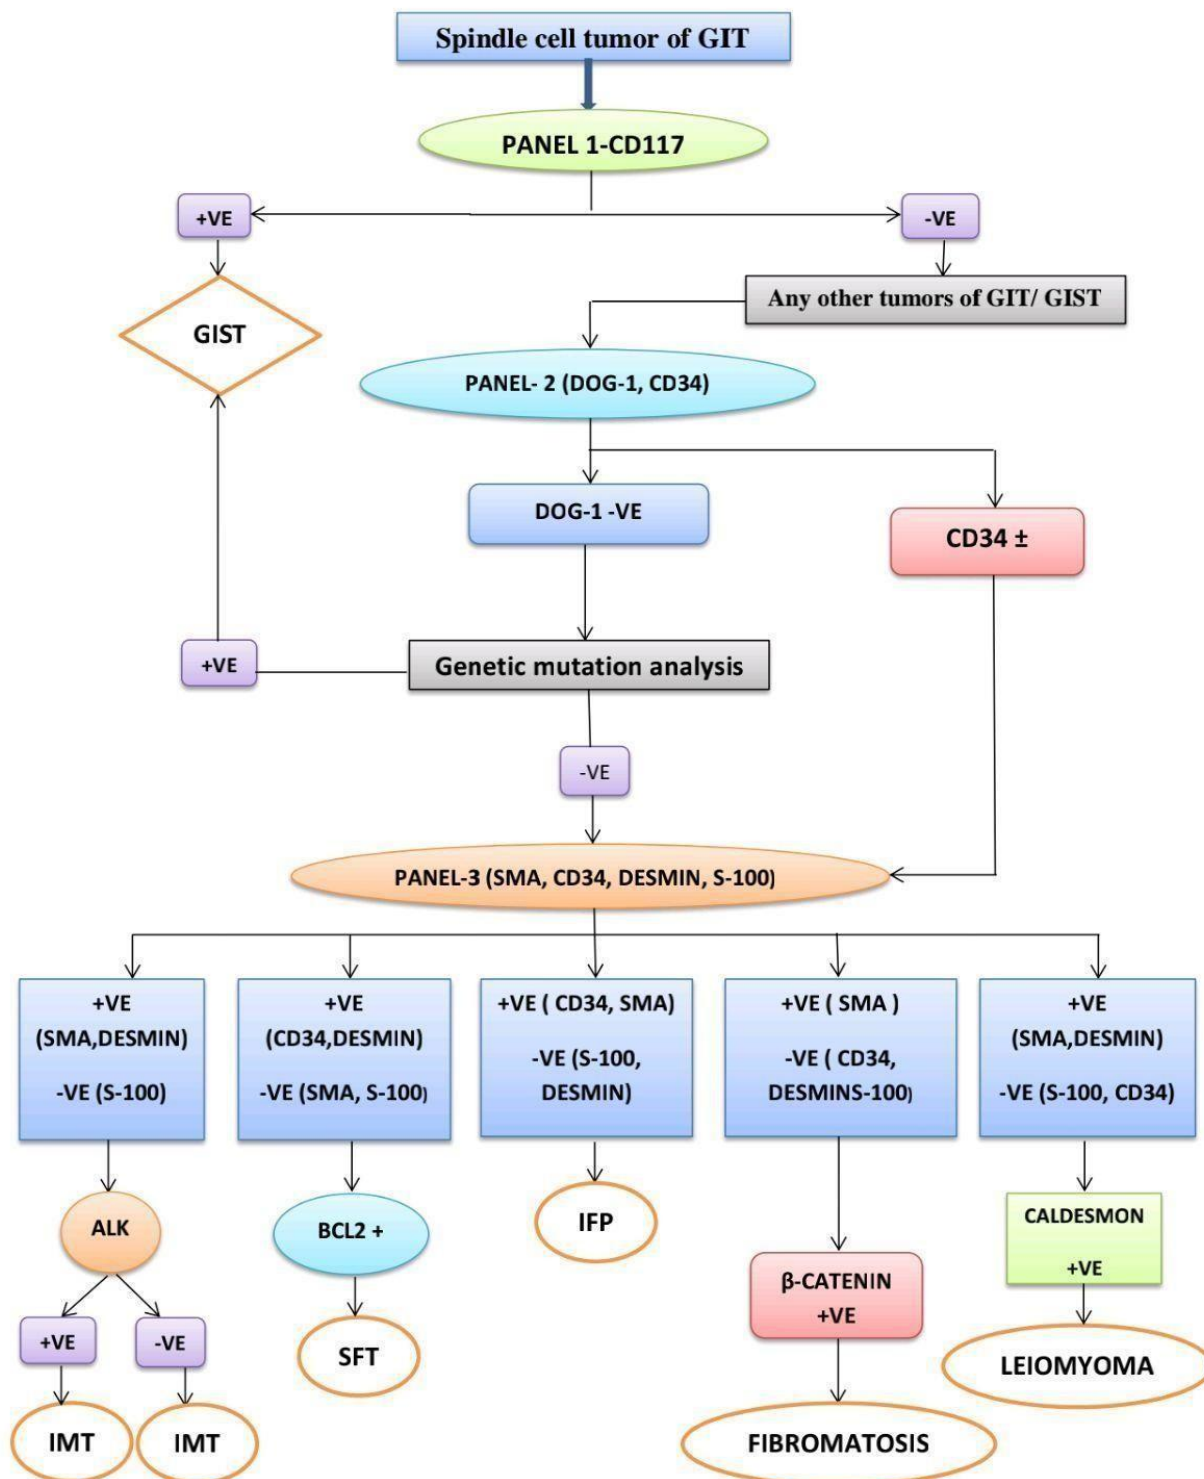 Spindle cell tumor of GIT
PANEL 1-CD117
+VE
-VE
Any other tumors of GIT/ GIST
GIST
PANEL- 2 (DOG-1, CD34)
DOG-1 -VE
CD34 ±
+VE
Genetic mutation analysis
-VE
PANEL-3 (SMA, CD34, DESMIN, S-100)
+VE
(SMA,DESMIN)
-VE (S-100)
+VE
(CD34,DESMIN)
-VE (SMA, S-100)
+VE ( CD34, SMA)
-VE (S-100,
DESMIN)
+VE ( SMA )
-VE ( CD34,
DESMINS-100)
+VE
(SMA,DESMIN)
-VE (S-100, CD34)
ALK
BCL2 +
IFP
CALDESMON
+VE
β-CATENIN
+VE
+VE
-VE
SFT
LEIOMYOMA
IMT
IMT
FIBROMATOSIS